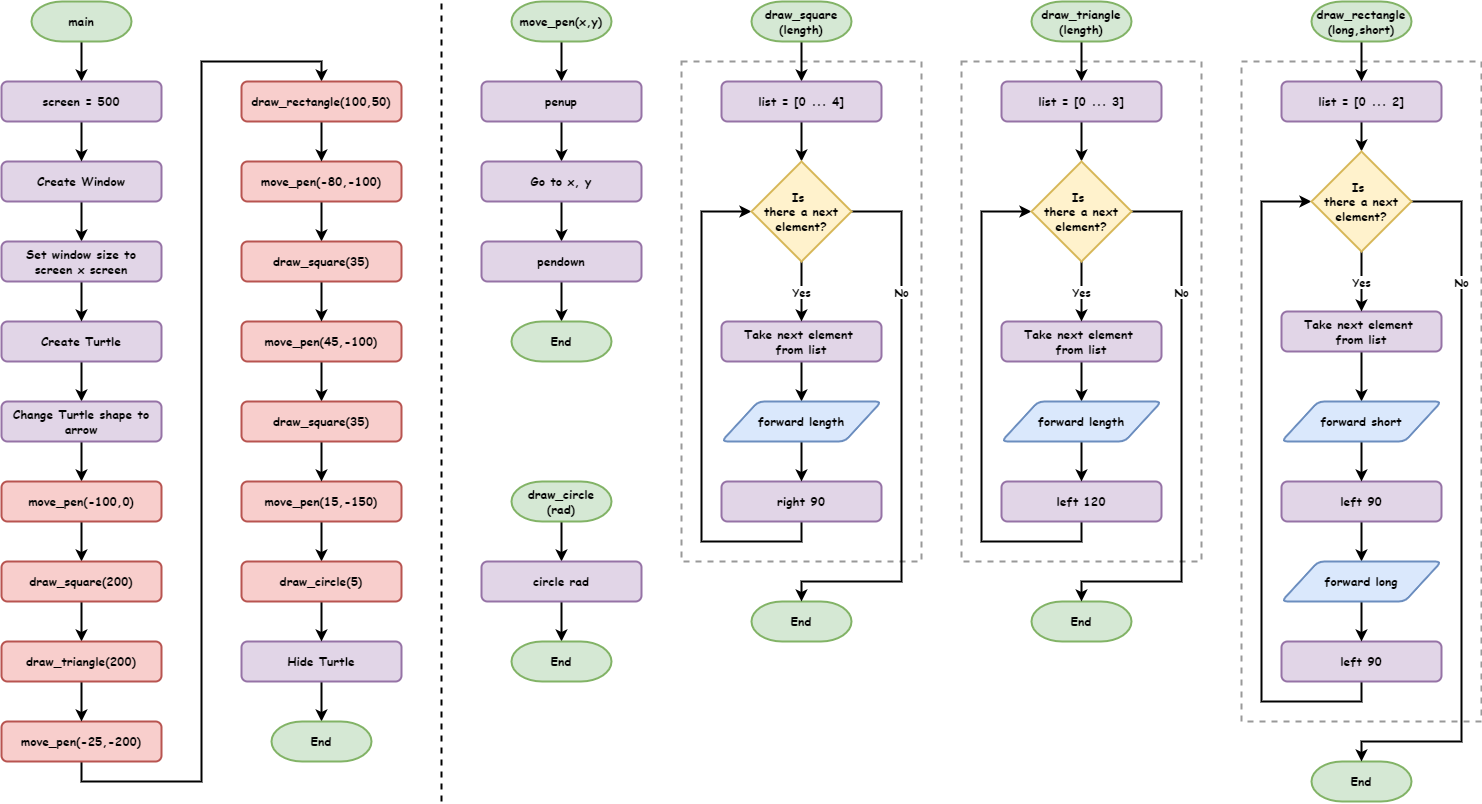 main
screen = 500
Create Window
Set window size to
screen x screen
Create Turtle
Change Turtle shape to
arrow
move_pen(-100,0)
draw_square(200)
draw_triangle(200)
move_pen(-25,-200)
draw_rectangle(100,50)
move_pen(-80,-100)
draw_square(35)
move_pen(45,-100)
draw_square(35)
move_pen(15,-150)
draw_circle(5)
Hide Turtle
End
move_pen(x,y)
penup
Go to x, y
pendown
End
draw_circle
(rad)
circle rad
End
draw_square
(length)
list = [0 ... 4]
Is
there a next
element?
Yes
No
Take next element
from list
forward length
right 90
End
draw_triangle
(length)
list = [0 ... 3]
Is
there a next
element?
Yes
No
Take next element
from list
forward length
left 120
End
draw_rectangle
(long,short)
list = [0 ... 2]
Is
there a next
element?
Yes
No
Take next element
from list
forward short
left 90
forward long
left 90
End